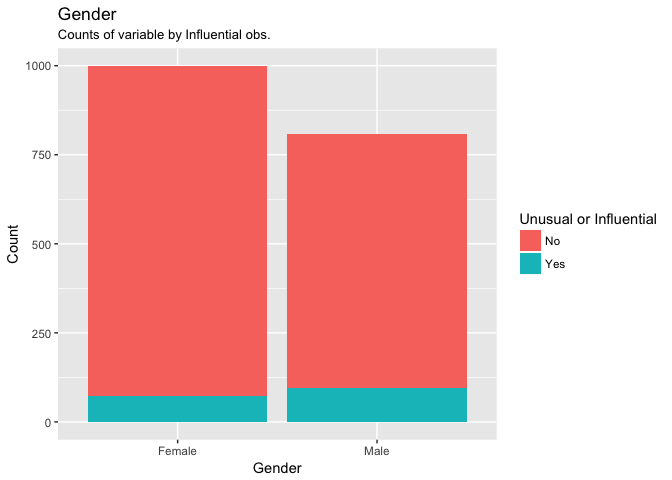 Gender
Counts of variable by Influential obs.
1000
750
500
250
0
Count
Female
Male
Gender
Unusual or Influential
No
Yes